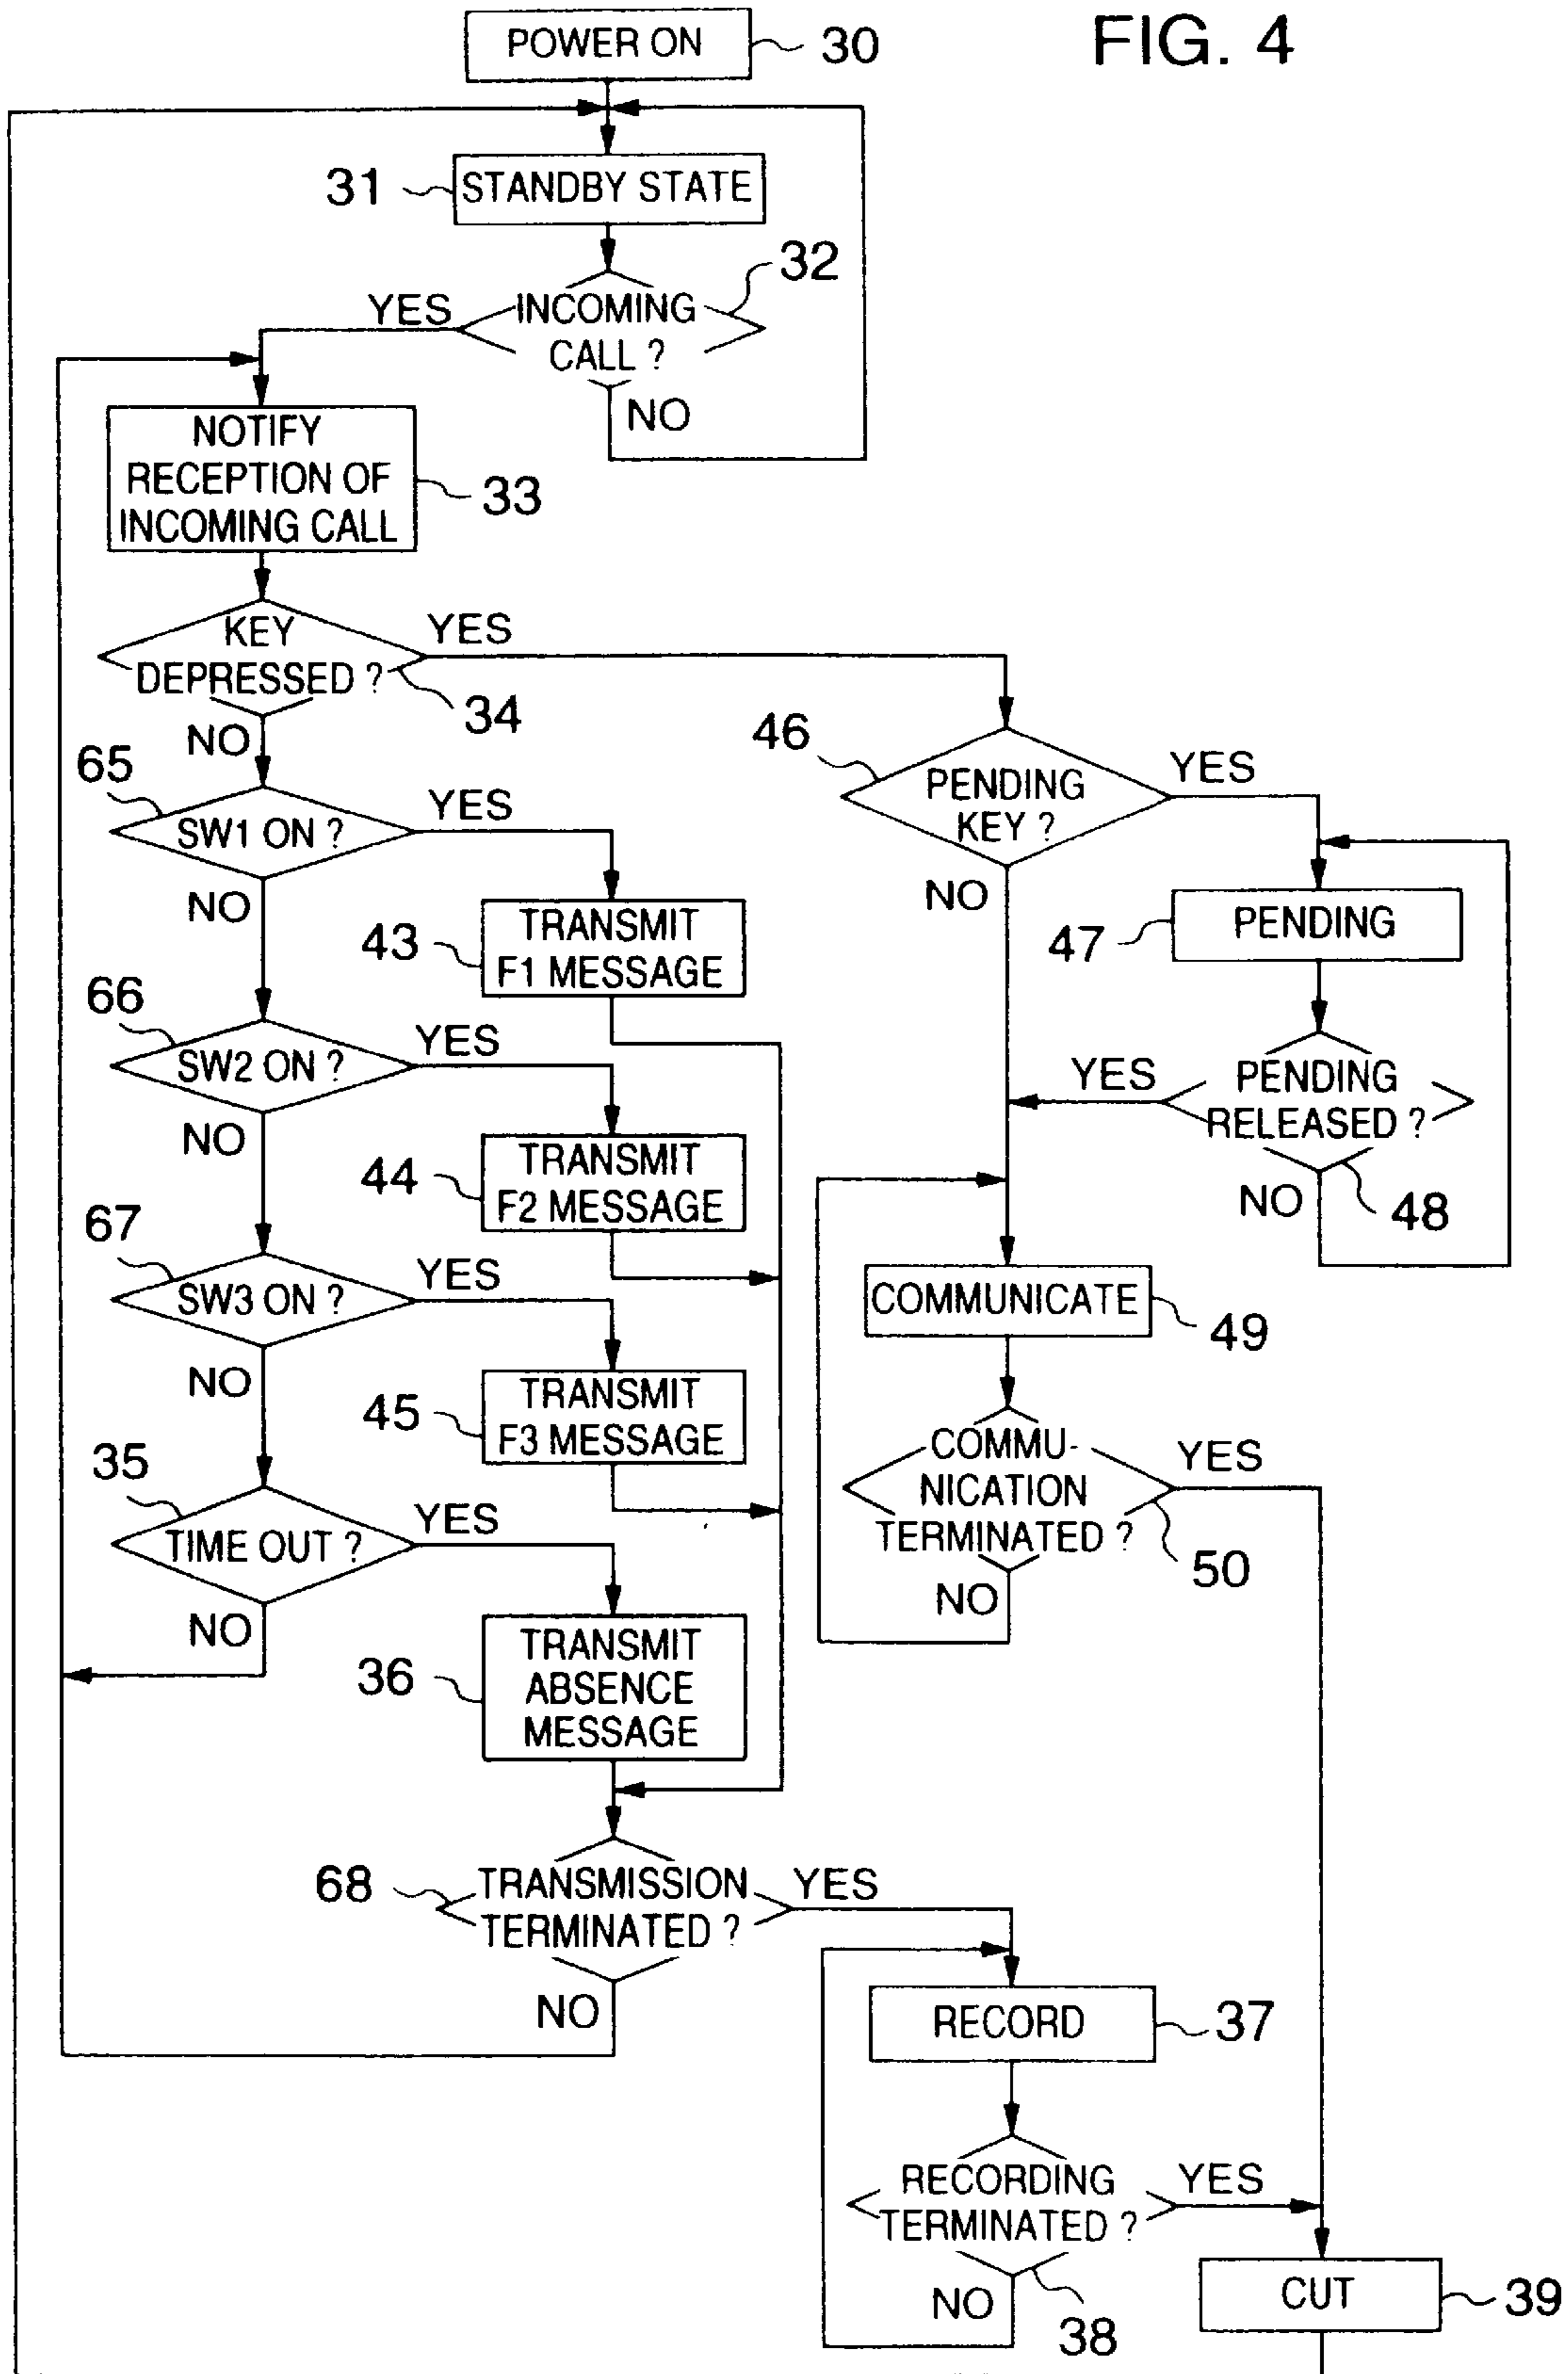 FIG. 4
POWER ON
30
31
STANDBY STATE
32
INCOMING
CALL ?
YES
NO
NOTIFY
RECEPTION OF
INCOMING CALL
33
KEY
DEPRESSED ?
YES
34
NO
65
SW1 ON ?
YES
NO
43
TRANSMIT
F1 MESSAGE
66
SW2 ON ?
YES
NO
44
TRANSMIT
F2 MESSAGE
67
SW3 ON ?
YES
NO
45
TRANSMIT
F3 MESSAGE
35
TIME OUT ?
YES
NO
36
TRANSMIT
ABSENCE
MESSAGE
68
TRANSMISSION
TERMINATED ?
YES
NO
46
PENDING
KEY ?
YES
NO
47
PENDING
PENDING
RELEASED ?
YES
NO
48
COMMUNICATE
49
COMMU-
NICATION
TERMINATED ?
YES
50
NO
RECORD
37
RECORDING
TERMINATED ?
YES
NO
38
CUT
39